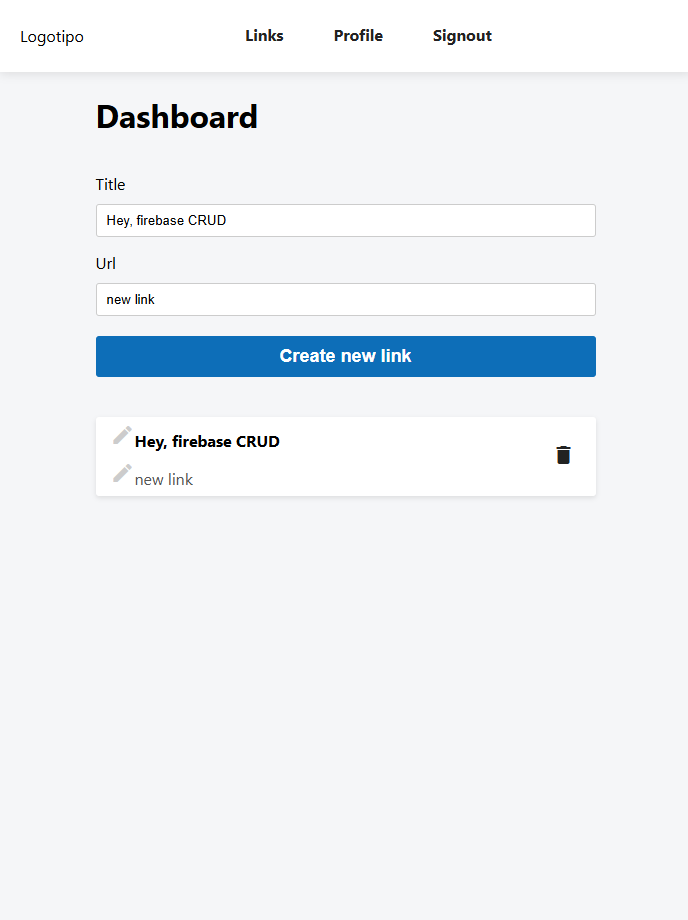 Logotipo Links Profile Signout
Dashboard
Title
Hey, firebase CRUD
Url
new link
Create new link
Hey, firebase CRUD
new link